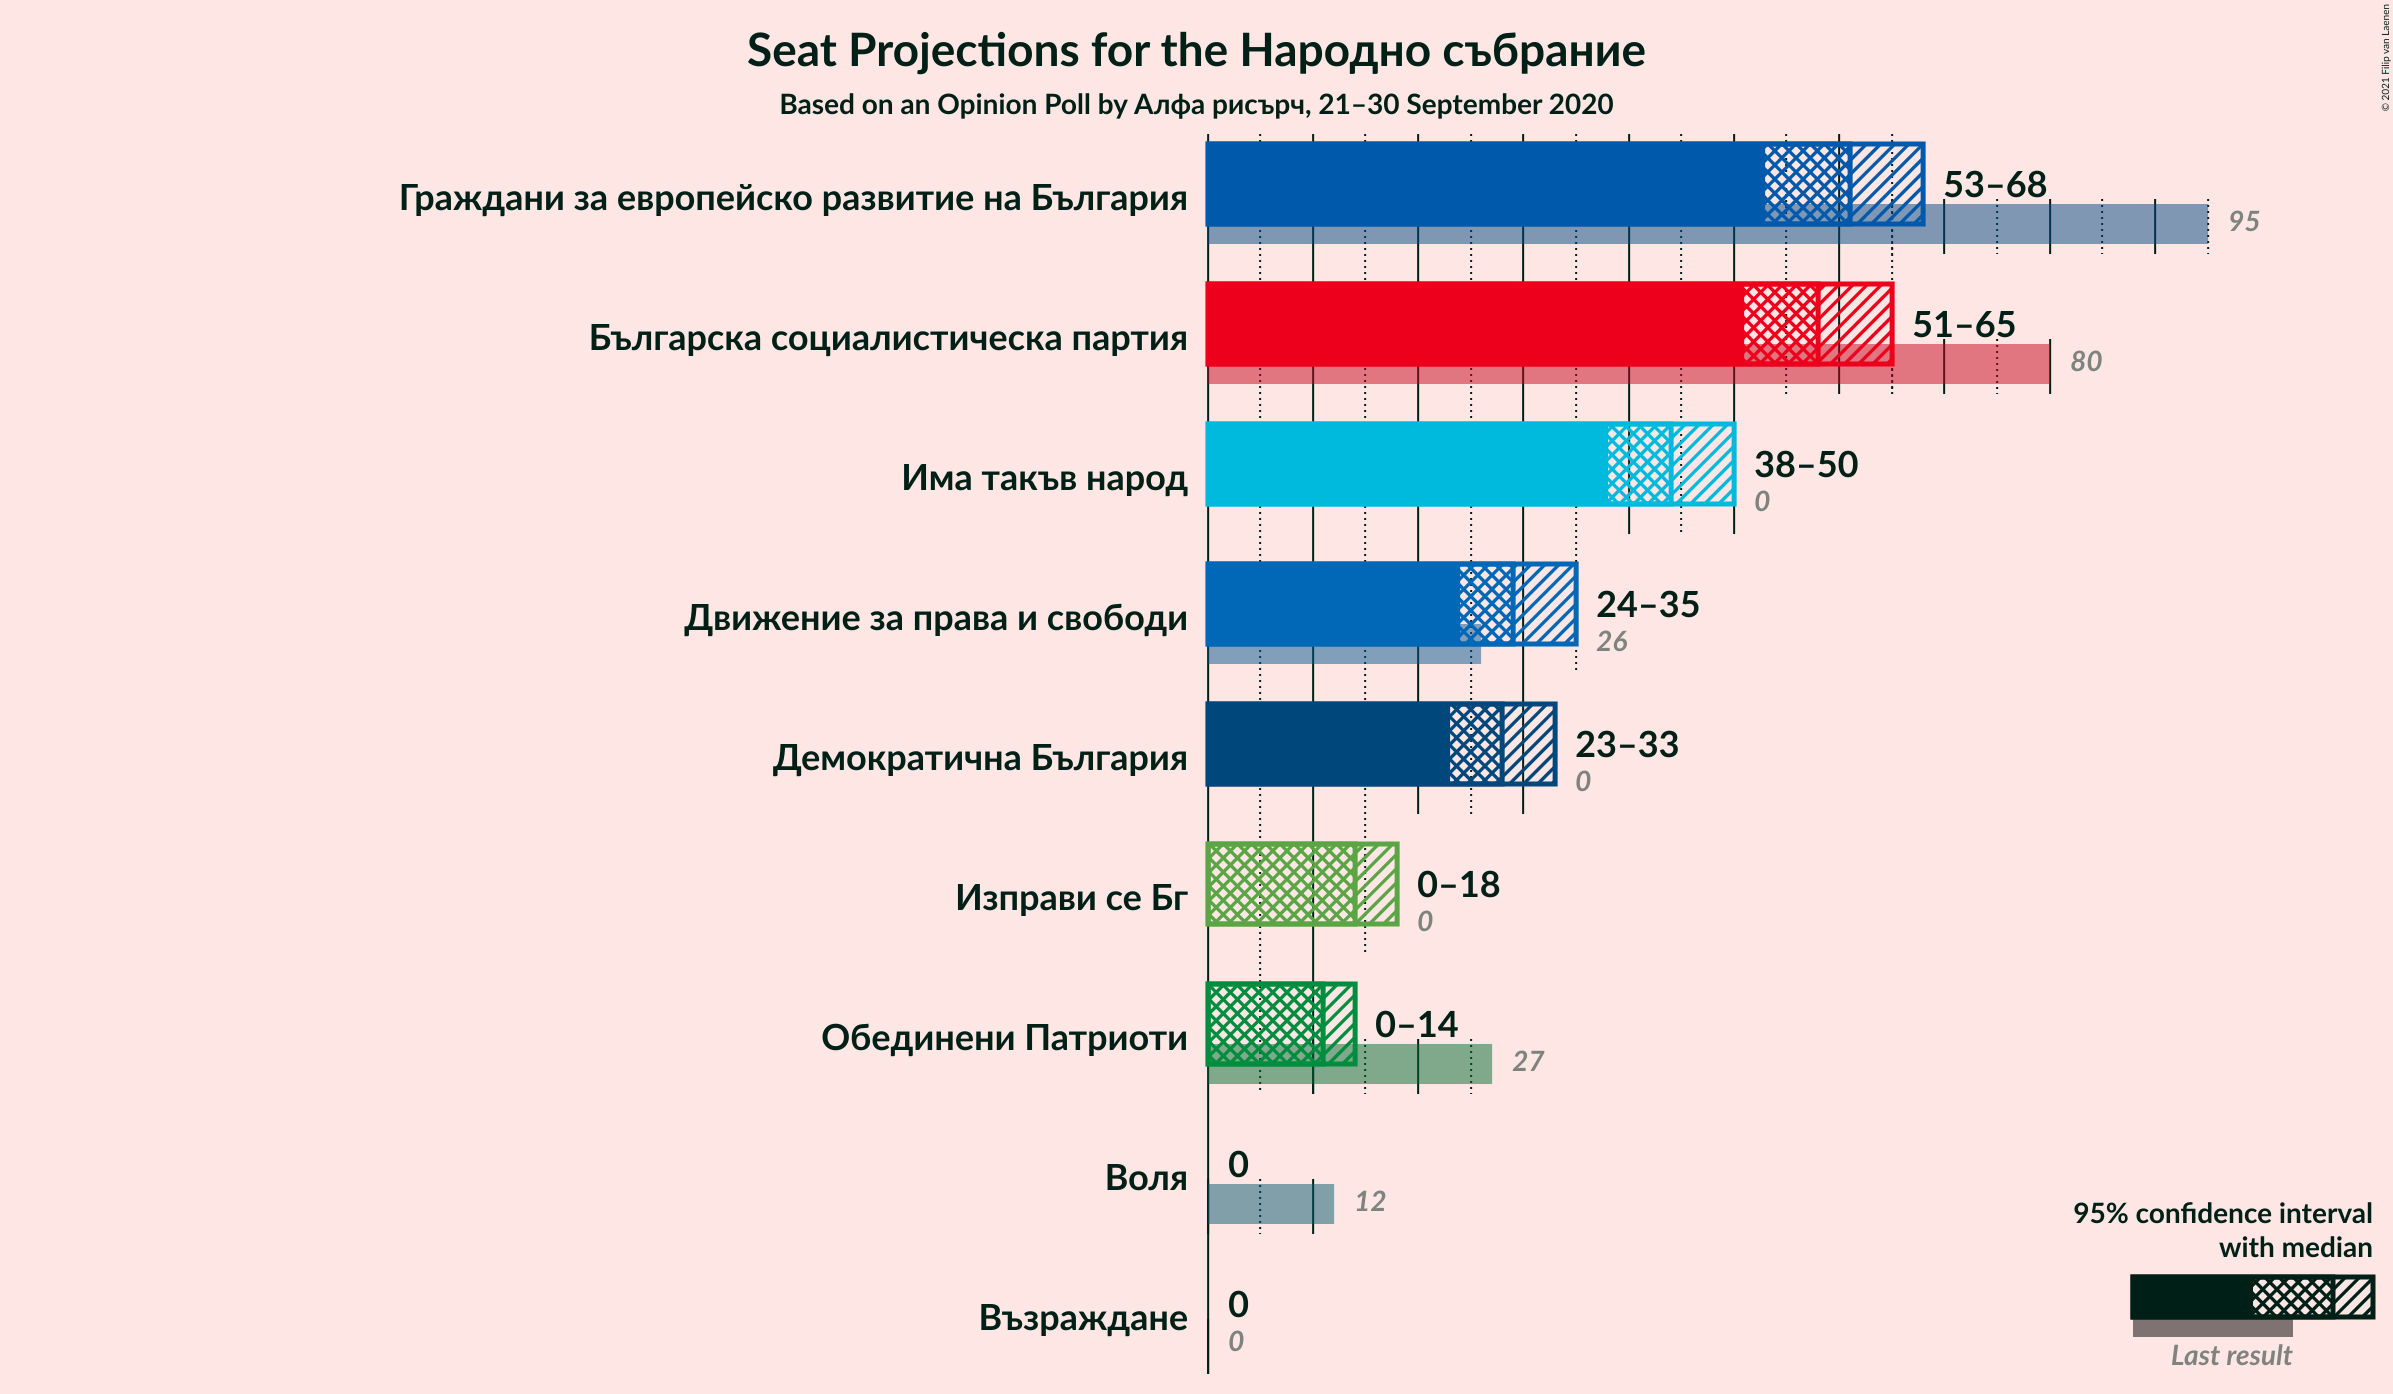 Seat Projections for the Народно събрание
Based on an Opinion Poll by Алфа рисърч, 21–30 September 2020
© 2021 Filip van Laenen
Граждани за европейско развитие на България
53–68
95
Българска социалистическа партия
51–65
80
Има такъв народ
38–50
0
Движение за права и свободи
24–35
26
Демократична България
23–33
0
Изправи се Бг
0–18
0
Обединени Патриоти
0–14
27
Воля
0
12
Възраждане
0
0
95% confidence interval
with median
Last result